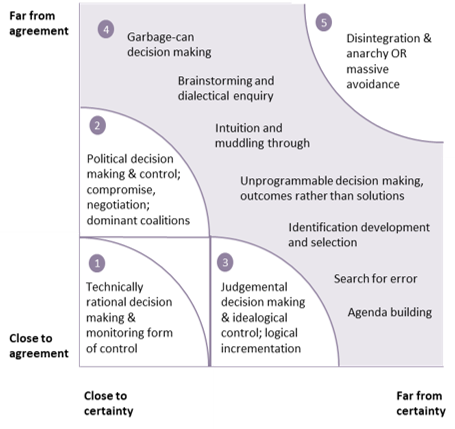 Far from
agreement
4
Garbage-can
decision making
5
Disintegration &
anarchy OR
massive
avoidance
Brainstorming and
dialectical enquiry
2
Intuition and
muddling through
Political decision
making & control;
compromise,
negotiation;
dominant coalitions
Unprogrammable decision making,
outcomes rather than solutions
Identification development
and selection
1
Technically
rational decision
making &
monitoring form
of control
3
Judgemental
decision making
& idealogical
control; logical
incrementation
Search for error
Agenda building
Close to
agreement
Close to
certainty
Far from
certainty